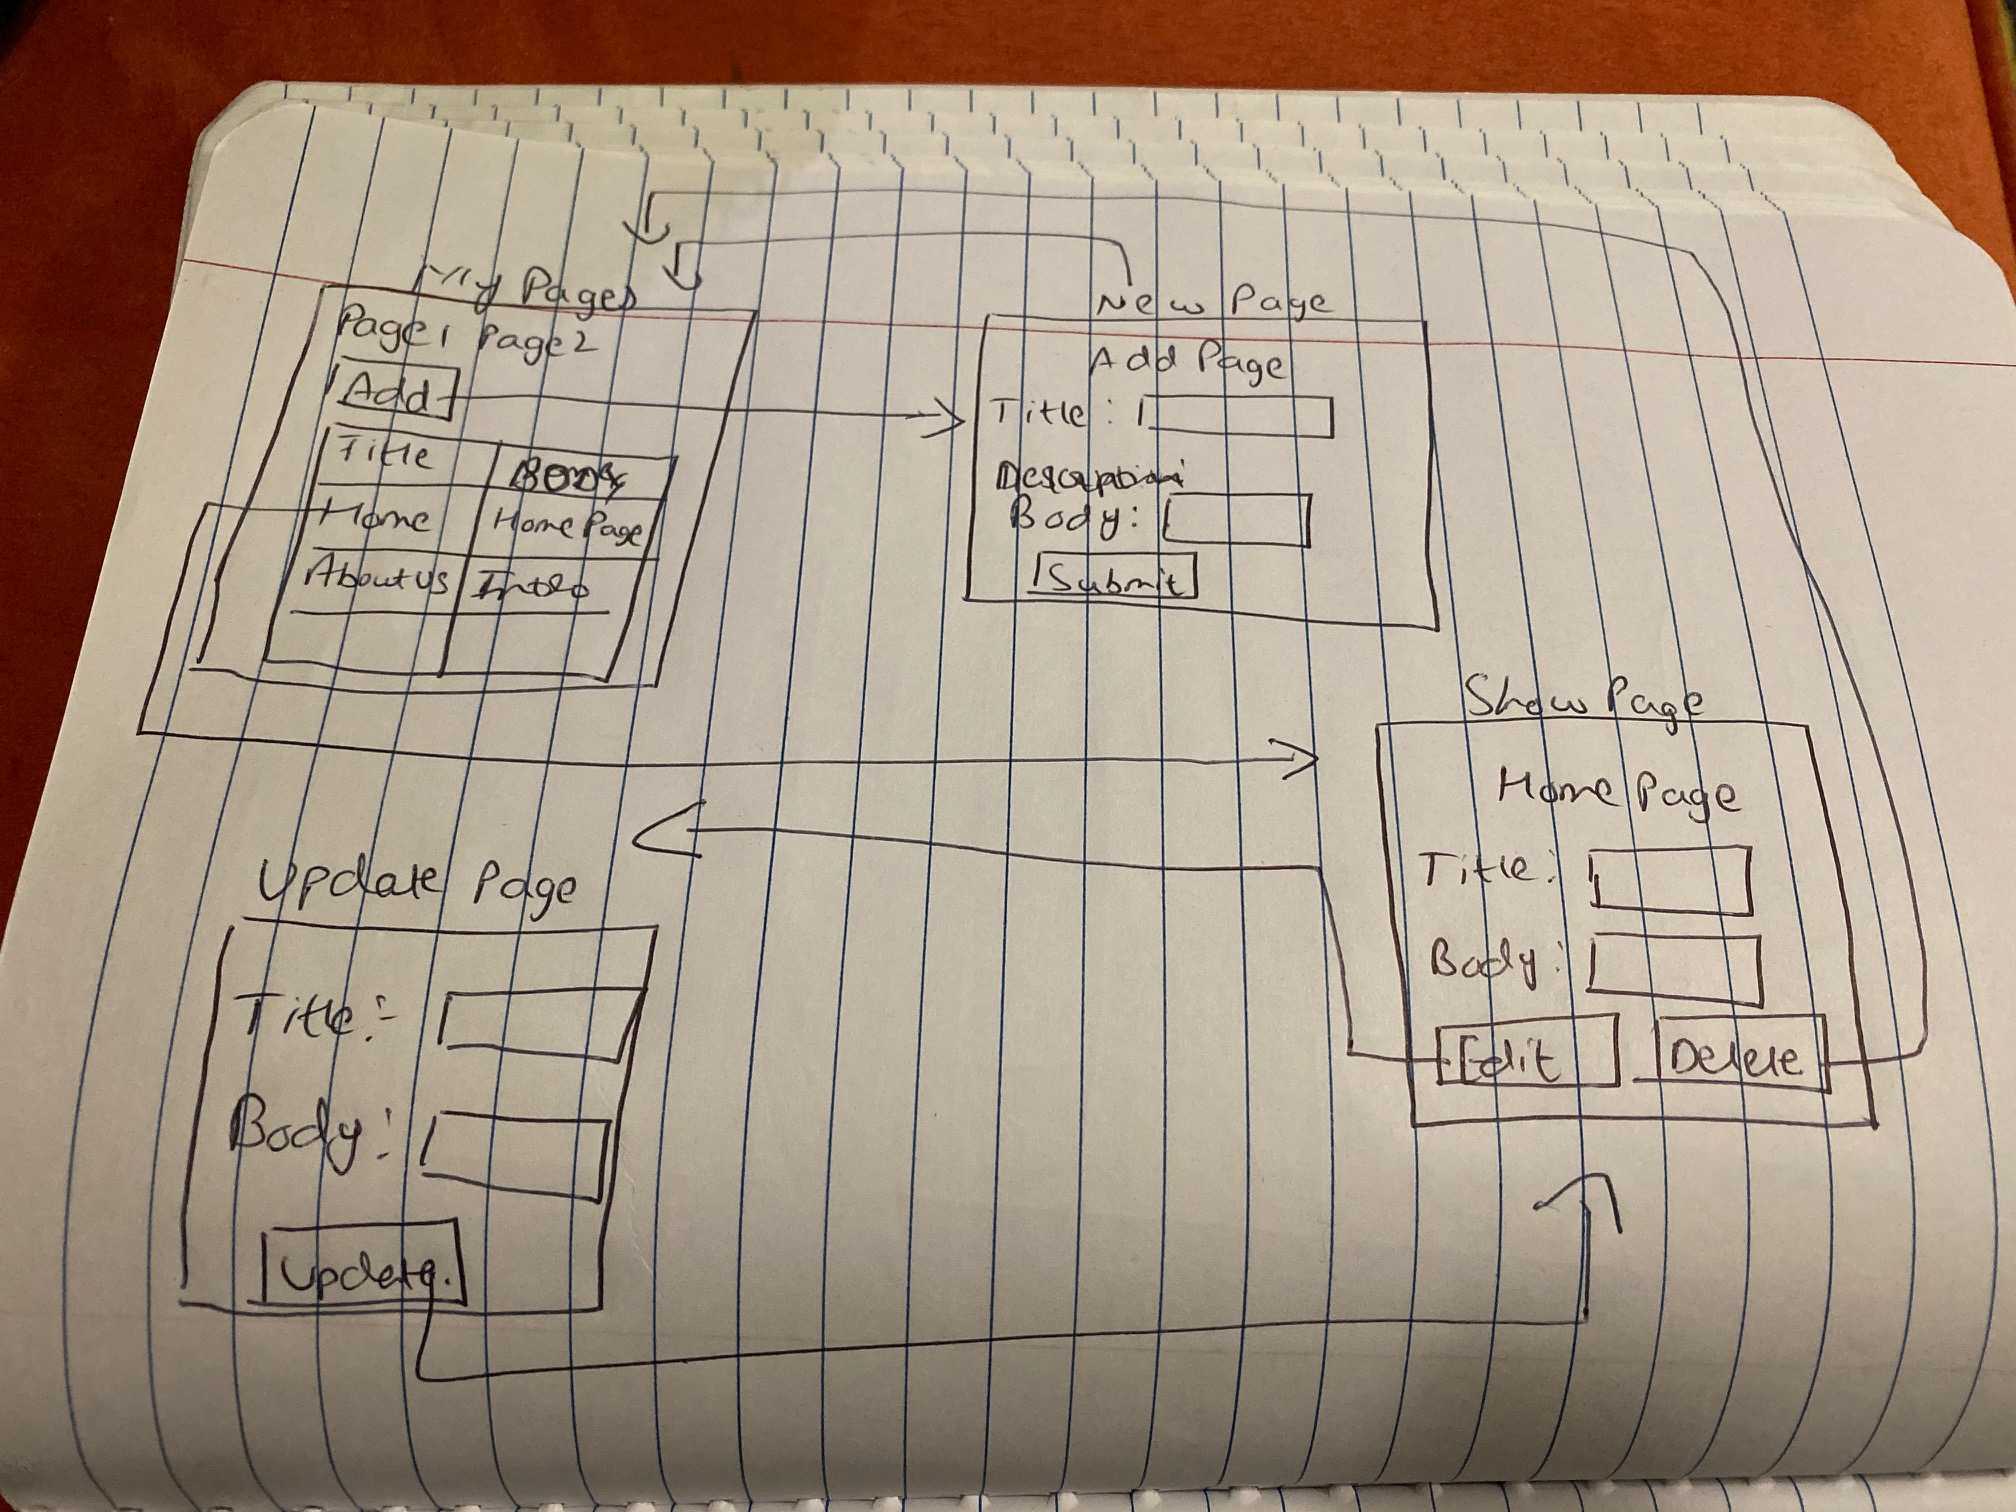 My Pages
Page1 Page2
Add
Title Body
Home Home Page
About us Intro
New Page
Add Page
Title:
Description
Body:
Submit
Update Page
Title:-
Body:
Update.
Show Page
Home Page
Title:
Body:
Edit Delete